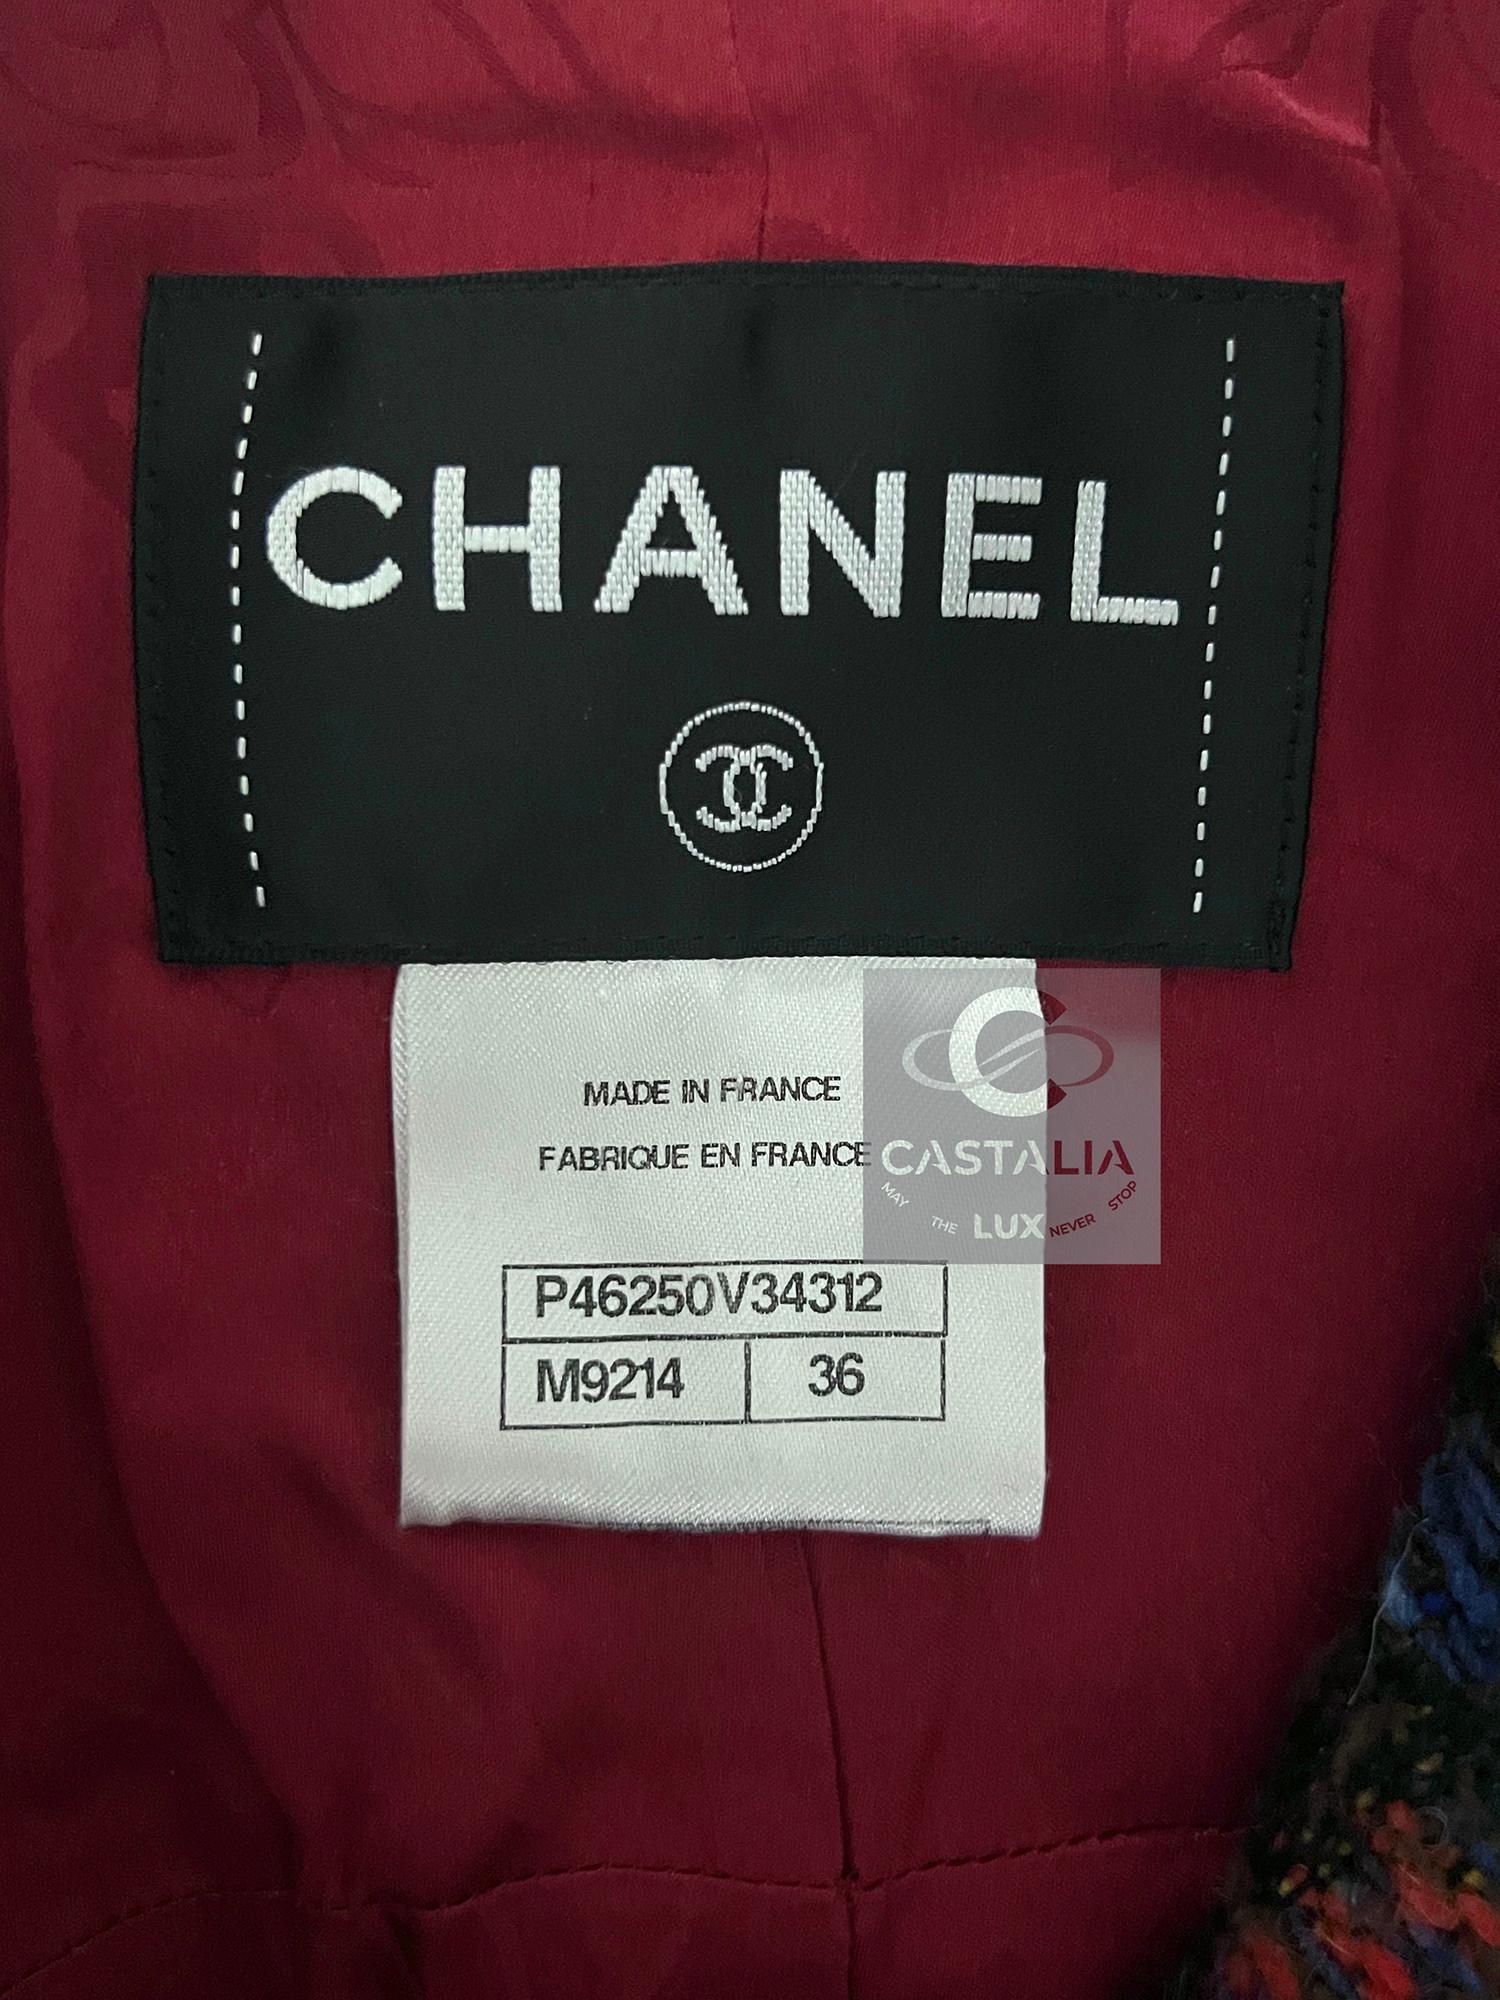 CHANEL
MADE IN FRANCE
FABRIQUE EN FRANCE
CASTALIA
MAY THE LUX NEVER STOP
P46250V34312
M9214 36